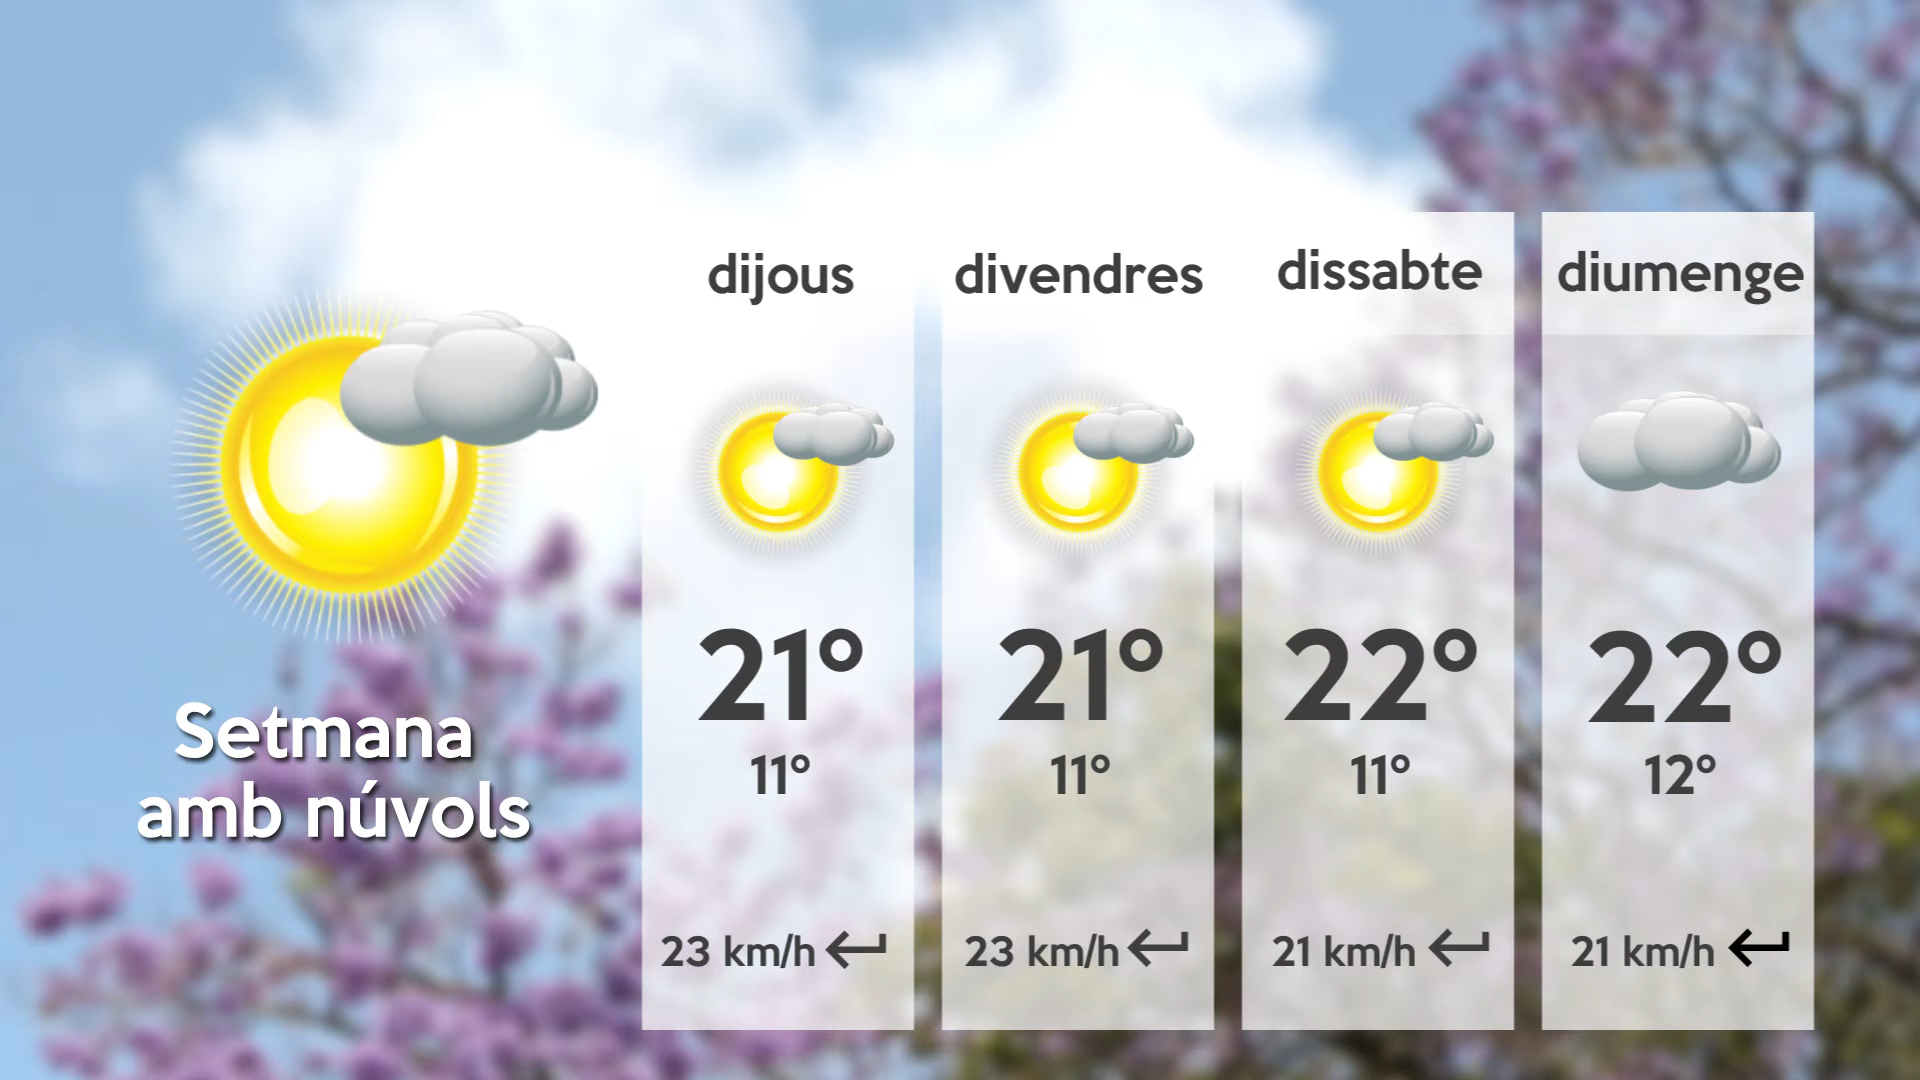 Setmana
amb núvols
dijous
21°
11°
23 km/h
divendres
21°
11°
23 km/h
dissabte
22°
11°
21 km/h
diumenge
22°
12°
21 km/h